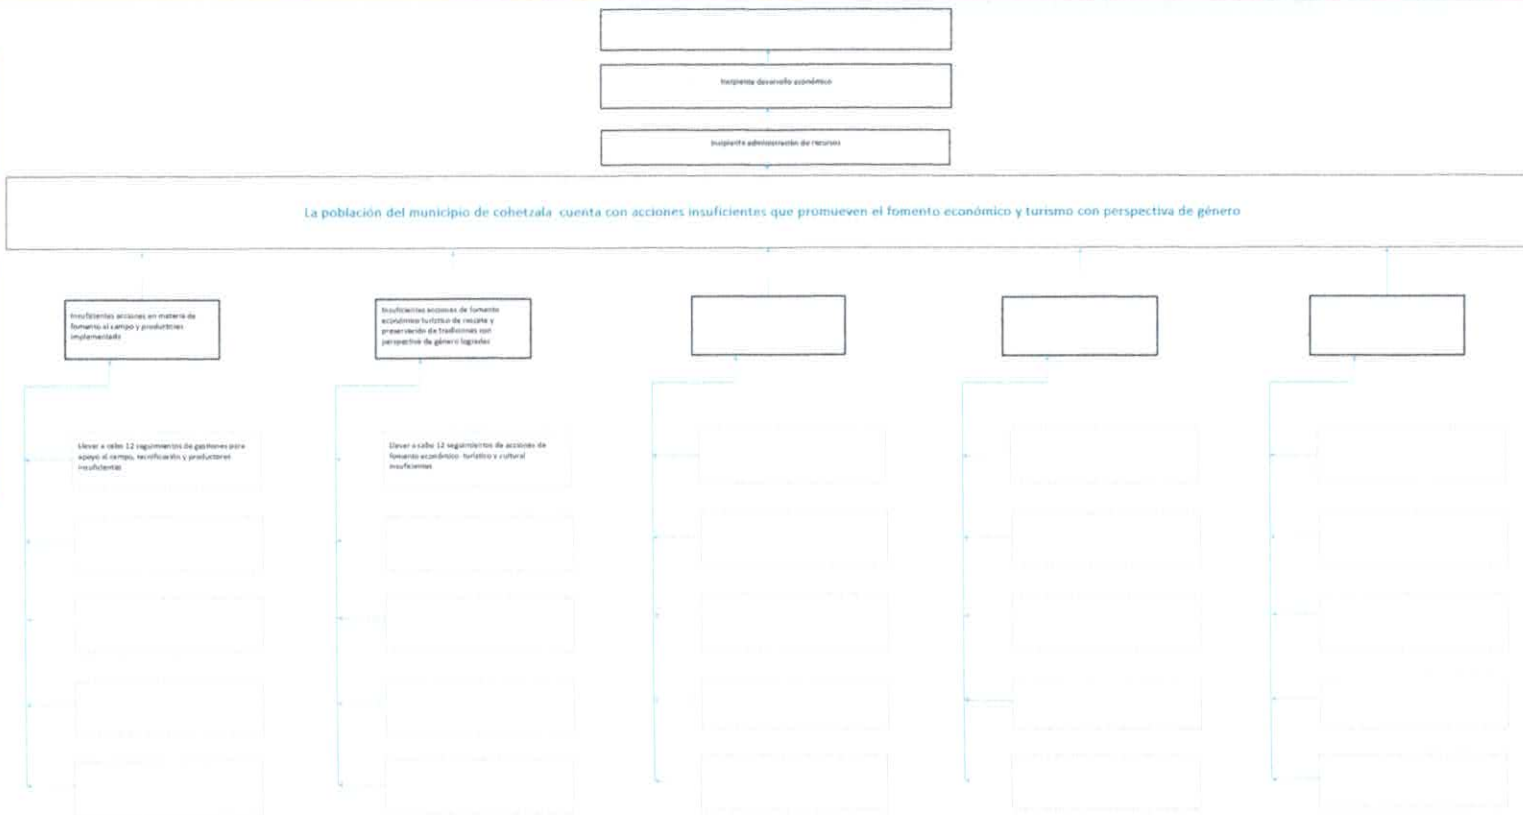 Incipiente desarrollo económico
Incipiente administración de recursos
La población del municipio de cohetzala cuenta con acciones insuficientes que promueven el fomento económico y turismo con perspectiva de género
Insuficientes acciones en materia de
fomento al campo y productores
implementado
Insuficientes acciones de fomento
económico turístico de rescate y
preservando de tradiciones con
perspectiva de género logrados
Llevar a cabo 12 seguimientos de gestiones para
apoyo al campo, tecnificación y productores
insuficientes
Llevar a cabo 12 seguimientos de acciones de
fomento económico turístico y cultural
insuficientes